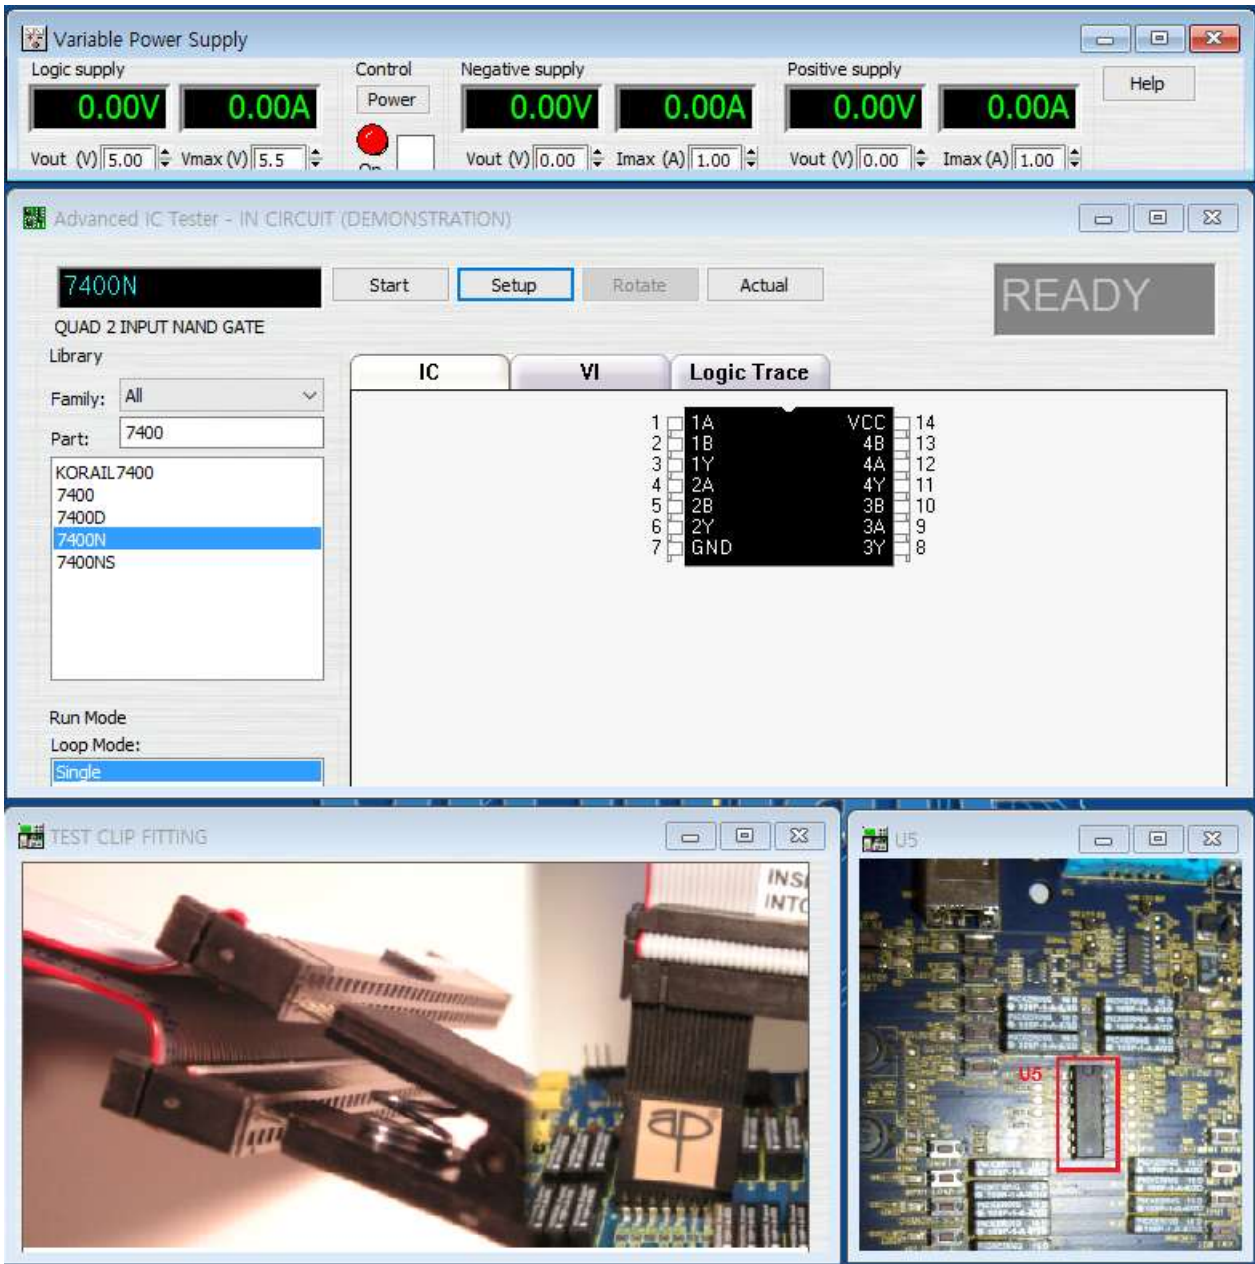 Variable Power Supply
Logic supply Control Negative supply Positive supply
Help
0.00V 0.00A Power 0.00V 0.00A 0.00V 0.00A
Vout (V) 5.00 Vmax (V) 5.5 On Vout (V) 0.00 Imax (A) 1.00 Vout (V) 0.00 Imax (A) 1.00
Advanced IC Tester - IN CIRCUIT (DEMONSTRATION)
7400N Start Setup Rotate Actual READY
QUAD 2 INPUT NAND GATE
Library
IC VI Logic Trace
Family: All
Part: 7400
KORAIL7400
7400
7400D
7400N
7400NS
1 1A VCC 14
2 1B 4B 13
3 1Y 4A 12
4 2A 4Y 11
5 2B 3B 10
6 2Y 3A 9
7 GND 3Y 8
Run Mode
Loop Mode:
Single
TEST CLIP FITTING
U5
INTO
ap
U5